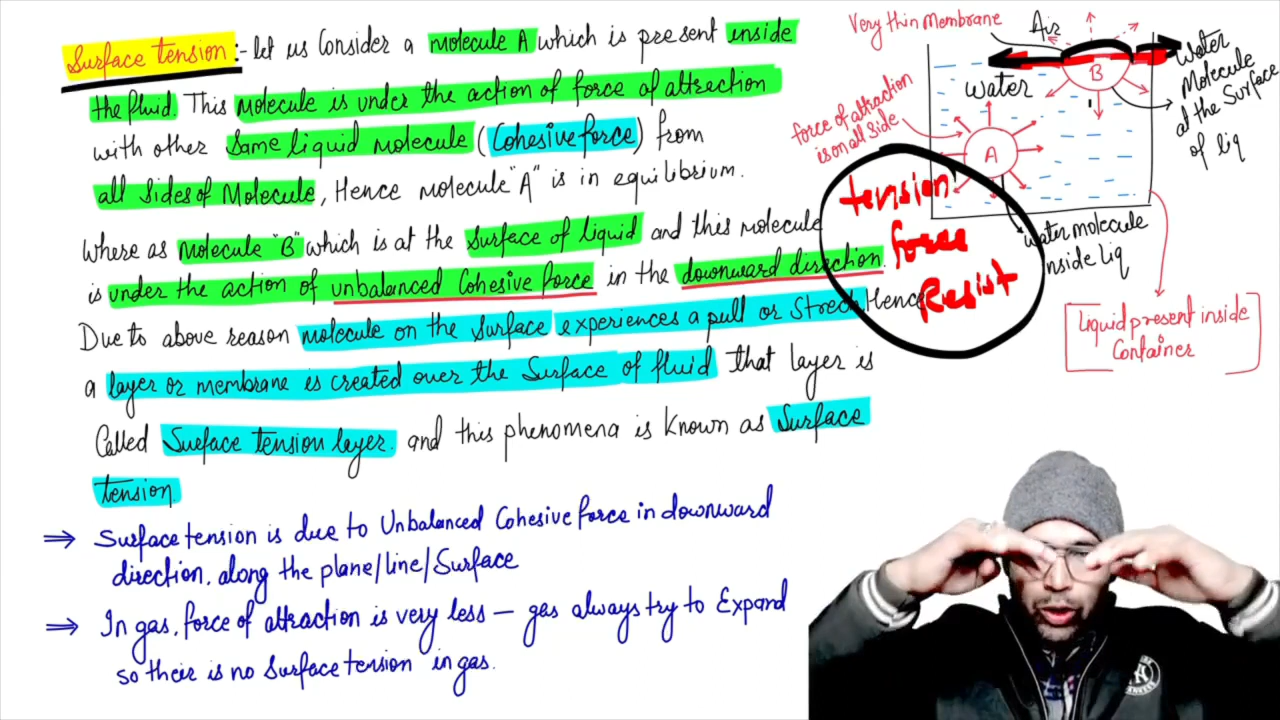 Surface tension :- let us Consider a molecule A which is present inside
the fluid. This molecule is under the action of force of attraction
with other Same liquid molecule (Cohesive force) from
all Sides of Molecule, Hence molecule "A" is in equilibrium.
Where as molecule "B" which is at the Surface of liquid and this molecule
is under the action of unbalanced Cohesive force in the downward direction.
Due to above reason molecule on the Surface experiences a pull or Strech Hence
a layer or membrane is created over the Surface of fluid that layer is
Called Surface tension layer. and this phenomena is known as Surface
tension.
⇒ Surface tension is due to Unbalanced Cohesive force in downward
direction, along the plane/line/Surface
⇒ In gas, force of attraction is very less — gas always try to Expand
so their is no Surface tension in gas.
Very thin Membrane
Air
B
Water
Molecule
at the Surface
of liq
water
force of attraction
is on all Side
A
tension
force
Resist
water molecule
inside Liq
Liquid present inside
Container
NY
YANKEES